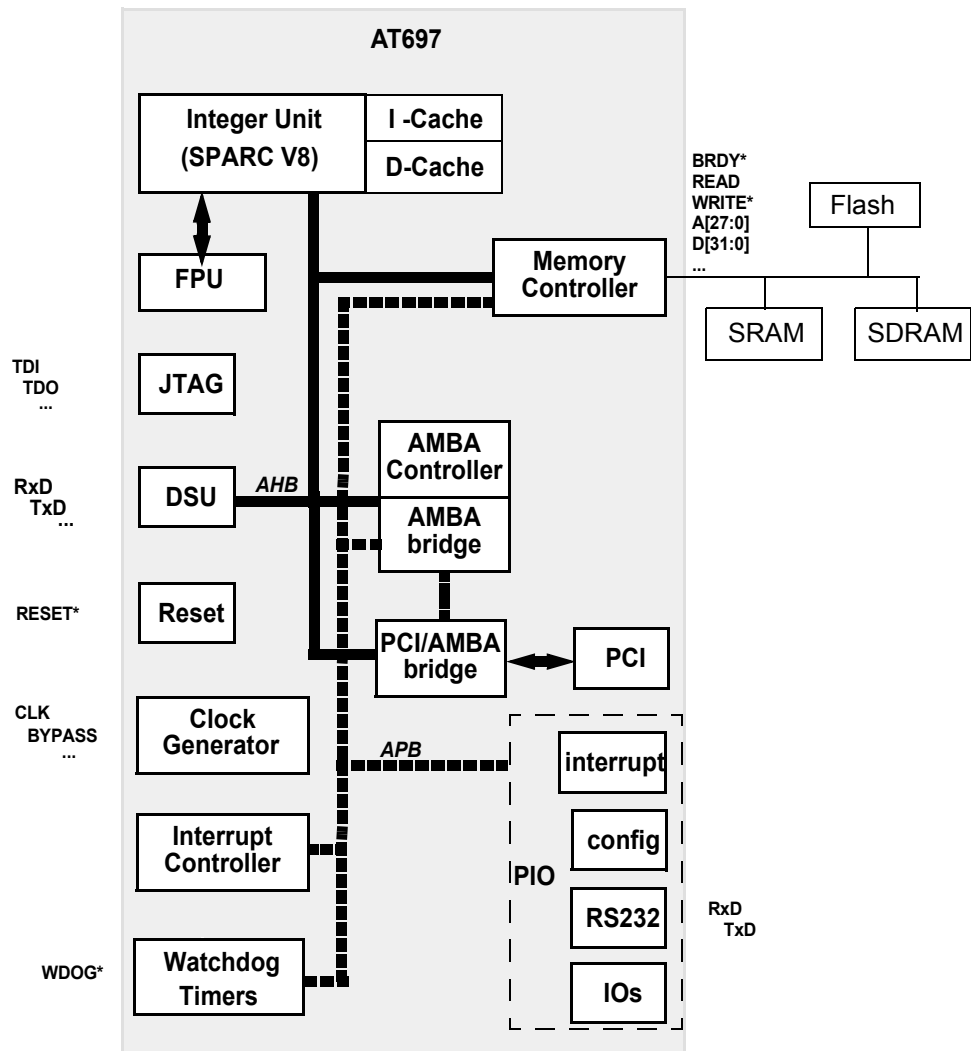 AT697
Integer Unit
(SPARC V8)
I -Cache
D-Cache
BRDY*
READ
WRITE*
A[27:0]
D[31:0]
...
Flash
FPU
Memory
Controller
SRAM
SDRAM
TDI
TDO
...
JTAG
AMBA
Controller
RxD
TxD
...
DSU
AHB
AMBA
bridge
RESET*
Reset
PCI/AMBA
bridge
PCI
CLK
BYPASS
...
Clock
Generator
APB
interrupt
Interrupt
Controller
config
PIO
RS232
RxD
TxD
WDOG*
Watchdog
Timers
IOs